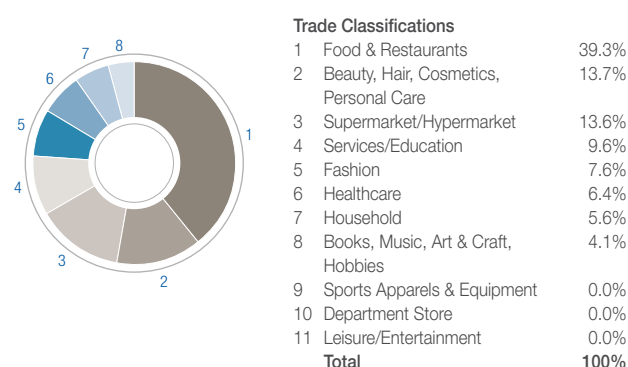 8
7
6
5
4
3
2
1
Trade Classifications
1 Food & Restaurants 39.3%
2 Beauty, Hair, Cosmetics, 13.7%
Personal Care
3 Supermarket/Hypermarket 13.6%
4 Services/Education 9.6%
5 Fashion 7.6%
6 Healthcare 6.4%
7 Household 5.6%
8 Books, Music, Art & Craft, 4.1%
Hobbies
9 Sports Apparels & Equipment 0.0%
10 Department Store 0.0%
11 Leisure/Entertainment 0.0%
Total 100%